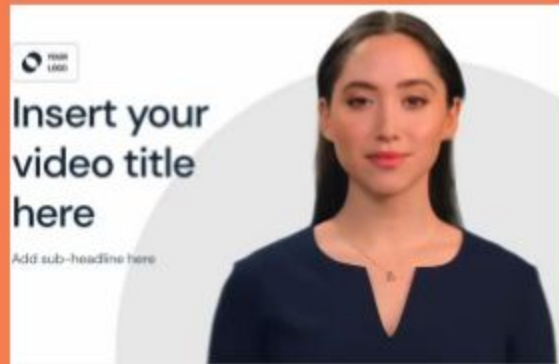 YOUR
LOGO
Insert your
video title
here
Add sub-headline here